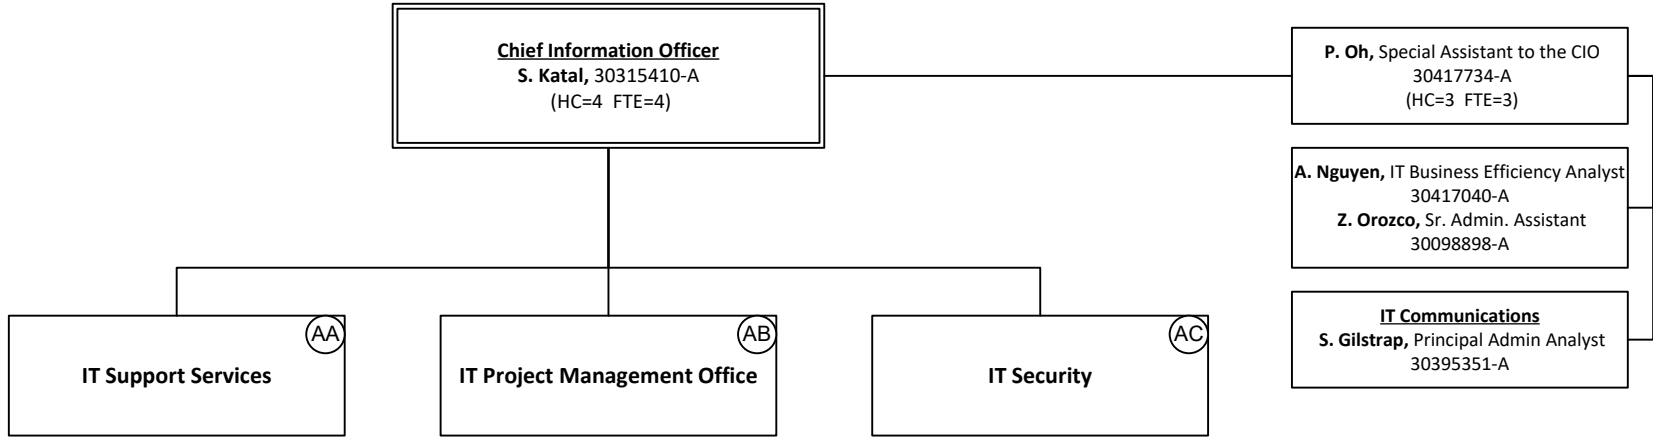 Chief Information Officer
S. Katal, 30315410-A
(HC=4 FTE=4)
P. Oh, Special Assistant to the CIO
30417734-A
(HC=3 FTE=3)
A. Nguyen, IT Business Efficiency Analyst
30417040-A
Z. Orozco, Sr. Admin. Assistant
30098898-A
IT Communications
S. Gilstrap, Principal Admin Analyst
30395351-A
AA
IT Support Services
AB
IT Project Management Office
AC
IT Security